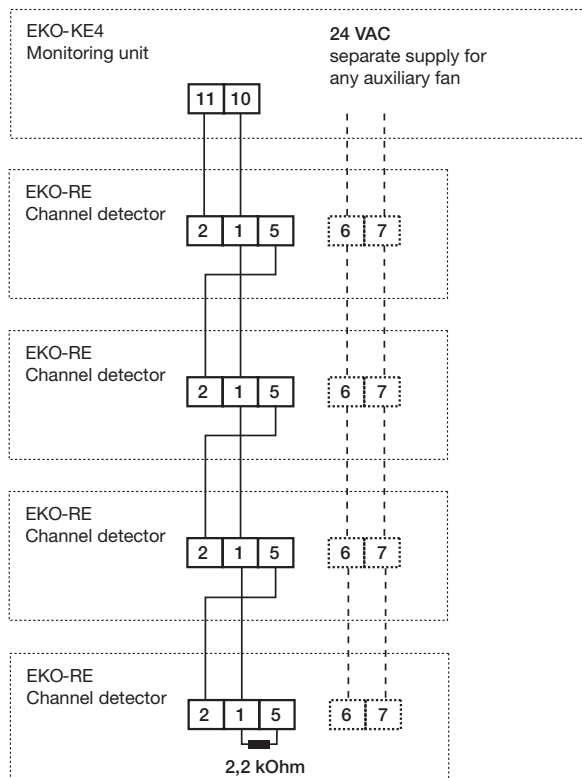 EKO-KE4
Monitoring unit
24 VAC
separate supply for
any auxiliary fan
11 10
EKO-RE
Channel detector
2 1 5 6 7
EKO-RE
Channel detector
2 1 5 6 7
EKO-RE
Channel detector
2 1 5 6 7
EKO-RE
Channel detector
2 1 5 6 7
2,2 kOhm